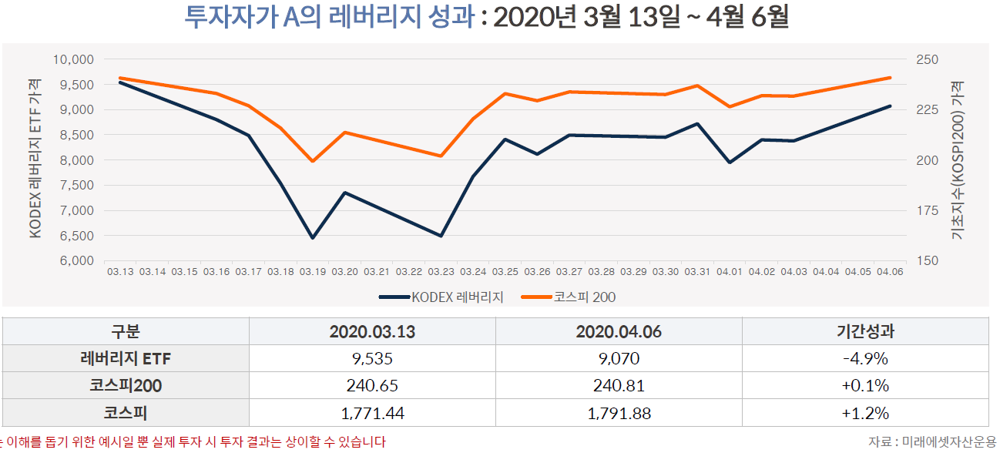 투자자가 A의 레버리지 성과 : 2020년 3월 13일 ~ 4월 6월
KODEX 레버리지 ETF 가격
10,000
9,500
9,000
8,500
8,000
7,500
7,000
6,500
6,000
250
225
200
175
150
기초지수(KOSPI200) 가격
03.13 03.14 03.15 03.16 03.17 03.18 03.19 03.20 03.21 03.22 03.23 03.24 03.25 03.26 03.27 03.28 03.29 03.30 03.31 04.01 04.02 04.03 04.04 04.05 04.06
KODEX 레버리지 코스피 200
구분 2020.03.13 2020.04.06 기간성과
레버리지 ETF 9,535 9,070 -4.9%
코스피200 240.65 240.81 +0.1%
코스피 1,771.44 1,791.88 +1.2%
이해를 돕기 위한 예시일 뿐 실제 투자 시 투자 결과는 상이할 수 있습니다
자료 : 미래에셋자산운용